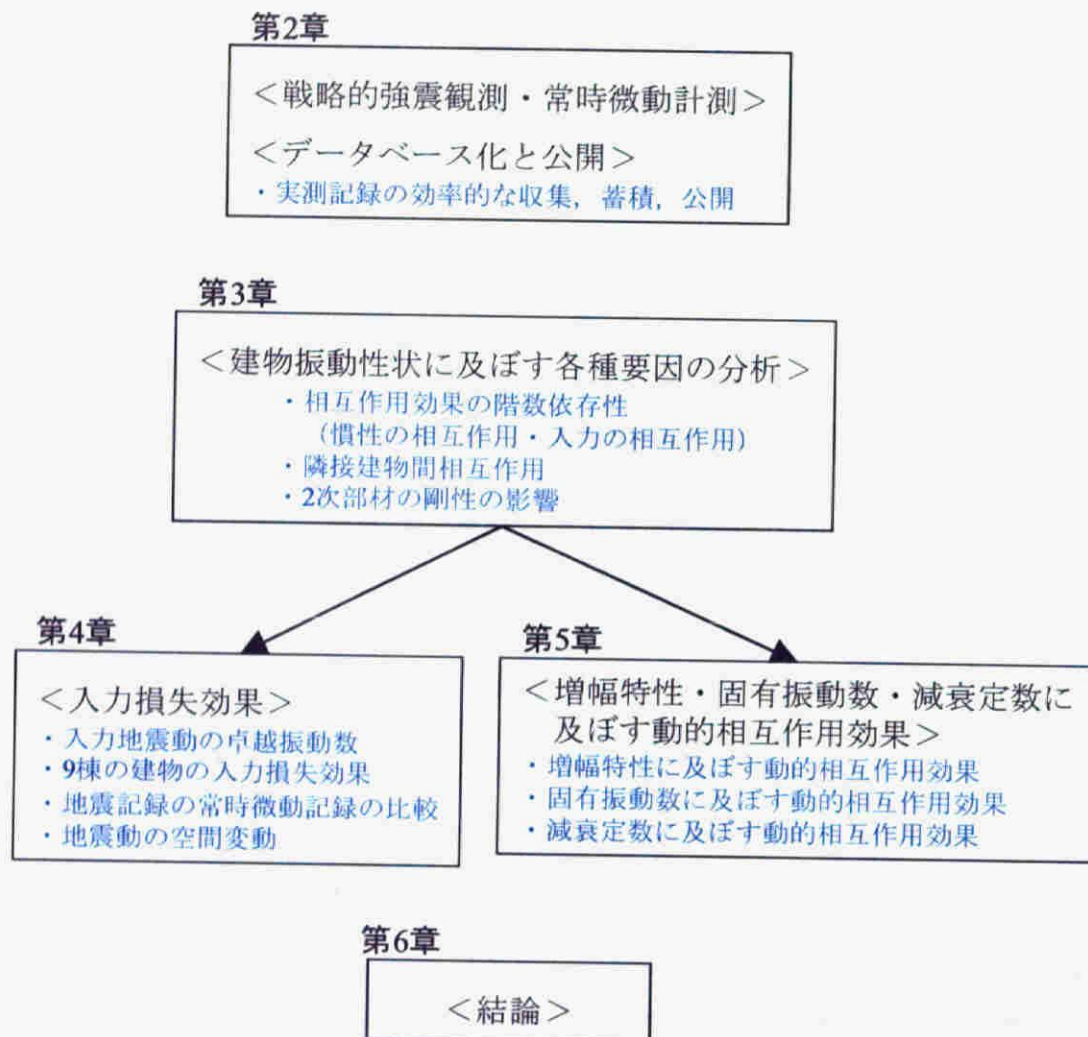 第2章
＜戦略的強震観測・常時微動計測＞
＜データベース化と公開＞
・実測記録の効率的な収集，蓄積，公開
第3章
＜建物振動性状に及ぼす各種要因の分析＞
・相互作用効果の階数依存性
（慣性の相互作用・入力の相互作用）
・隣接建物間相互作用
・2次部材の剛性の影響
第4章
＜入力損失効果＞
・入力地震動の卓越振動数
・9棟の建物の入力損失効果
・地震記録の常時微動記録の比較
・地震動の空間変動
第5章
＜増幅特性・固有振動数・減衰定数に
及ぼす動的相互作用効果＞
・増幅特性に及ぼす動的相互作用効果
・固有振動数に及ぼす動的相互作用効果
・減衰定数に及ぼす動的相互作用効果
第6章
＜結論＞